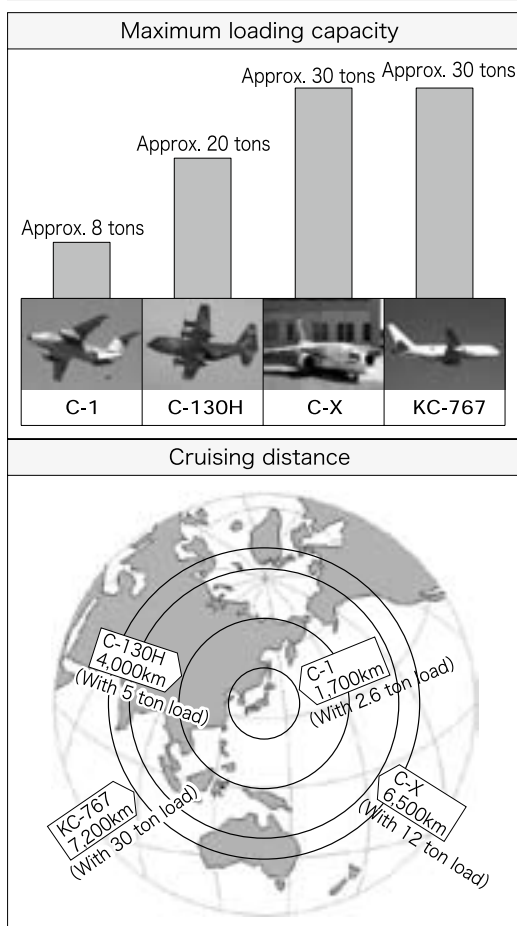 Maximum loading capacity
Approx. 8 tons
Approx. 20 tons
Approx. 30 tons
Approx. 30 tons
C-1
C-130H
C-X
KC-767
Cruising distance
C-130H
4,000km
(With 5 ton load)
C-1
1,700km
(With 2.6 ton load)
KC-767
7,200km
(With 30 ton load)
C-X
6,500km
(With 12 ton load)